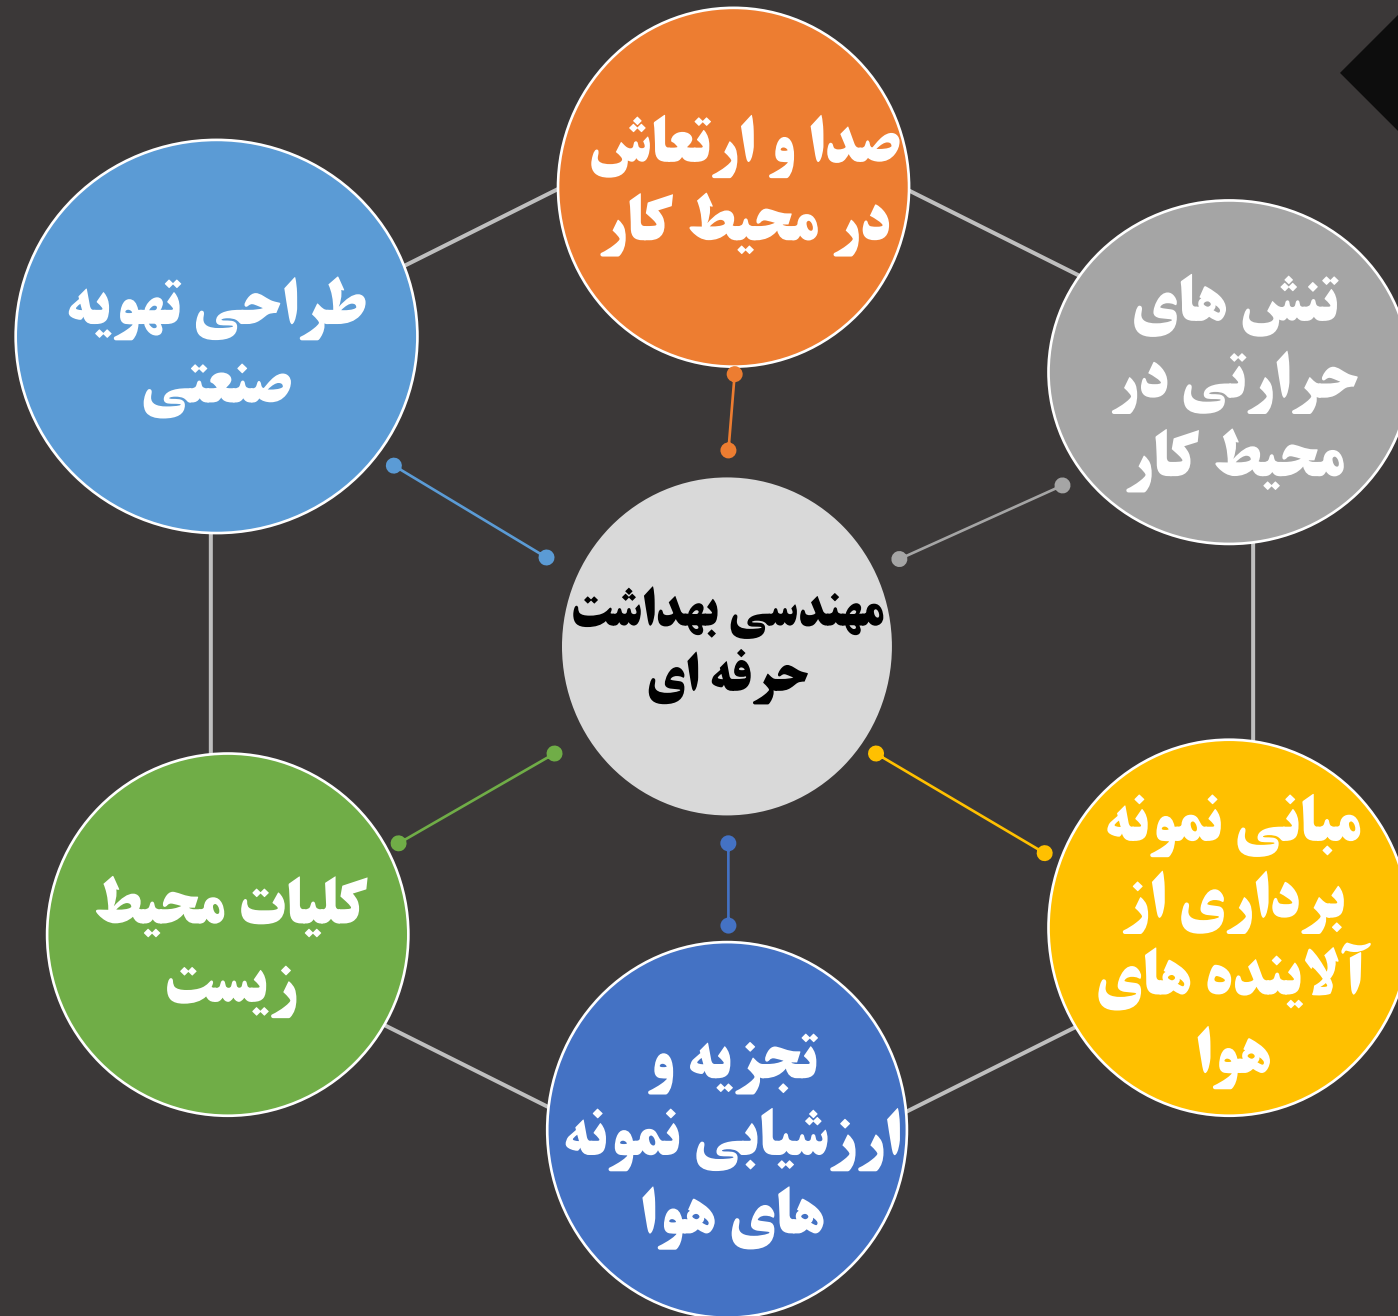 صدا و ارتعاش
در محیط کار
تنش های
حرارتی در
محیط کار
مبانی نمونه
برداری از
آلاینده های
هوا
تجزیه و
ارزشیابی نمونه
های هوا
کلیات محیط
زیست
طراحی تهویه
صنعتی
مهندسی بهداشت
حرفه ای